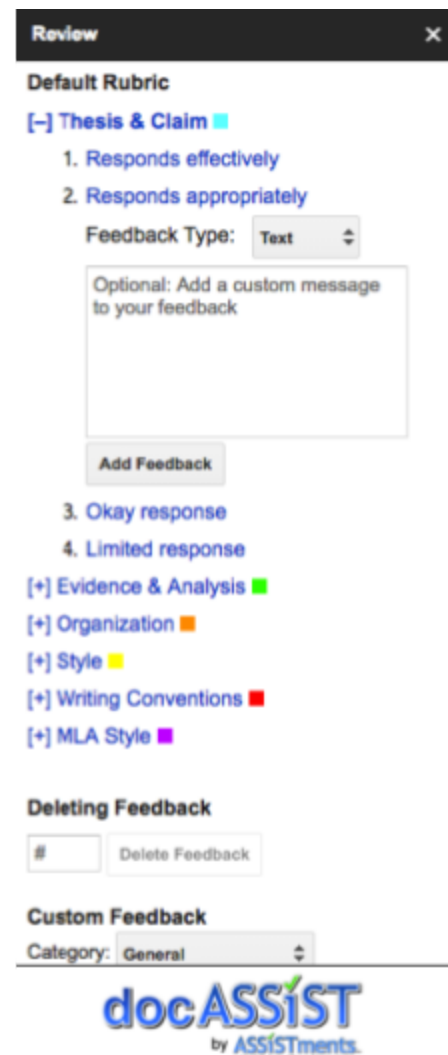 Review ×
Default Rubric
[–] Thesis & Claim
1. Responds effectively
2. Responds appropriately
Feedback Type: Text
Optional: Add a custom message
to your feedback
Add Feedback
3. Okay response
4. Limited response
[+] Evidence & Analysis
[+] Organization
[+] Style
[+] Writing Conventions
[+] MLA Style
Deleting Feedback
# Delete Feedback
Custom Feedback
Category: General
docASSiST
by ASSiSTments.